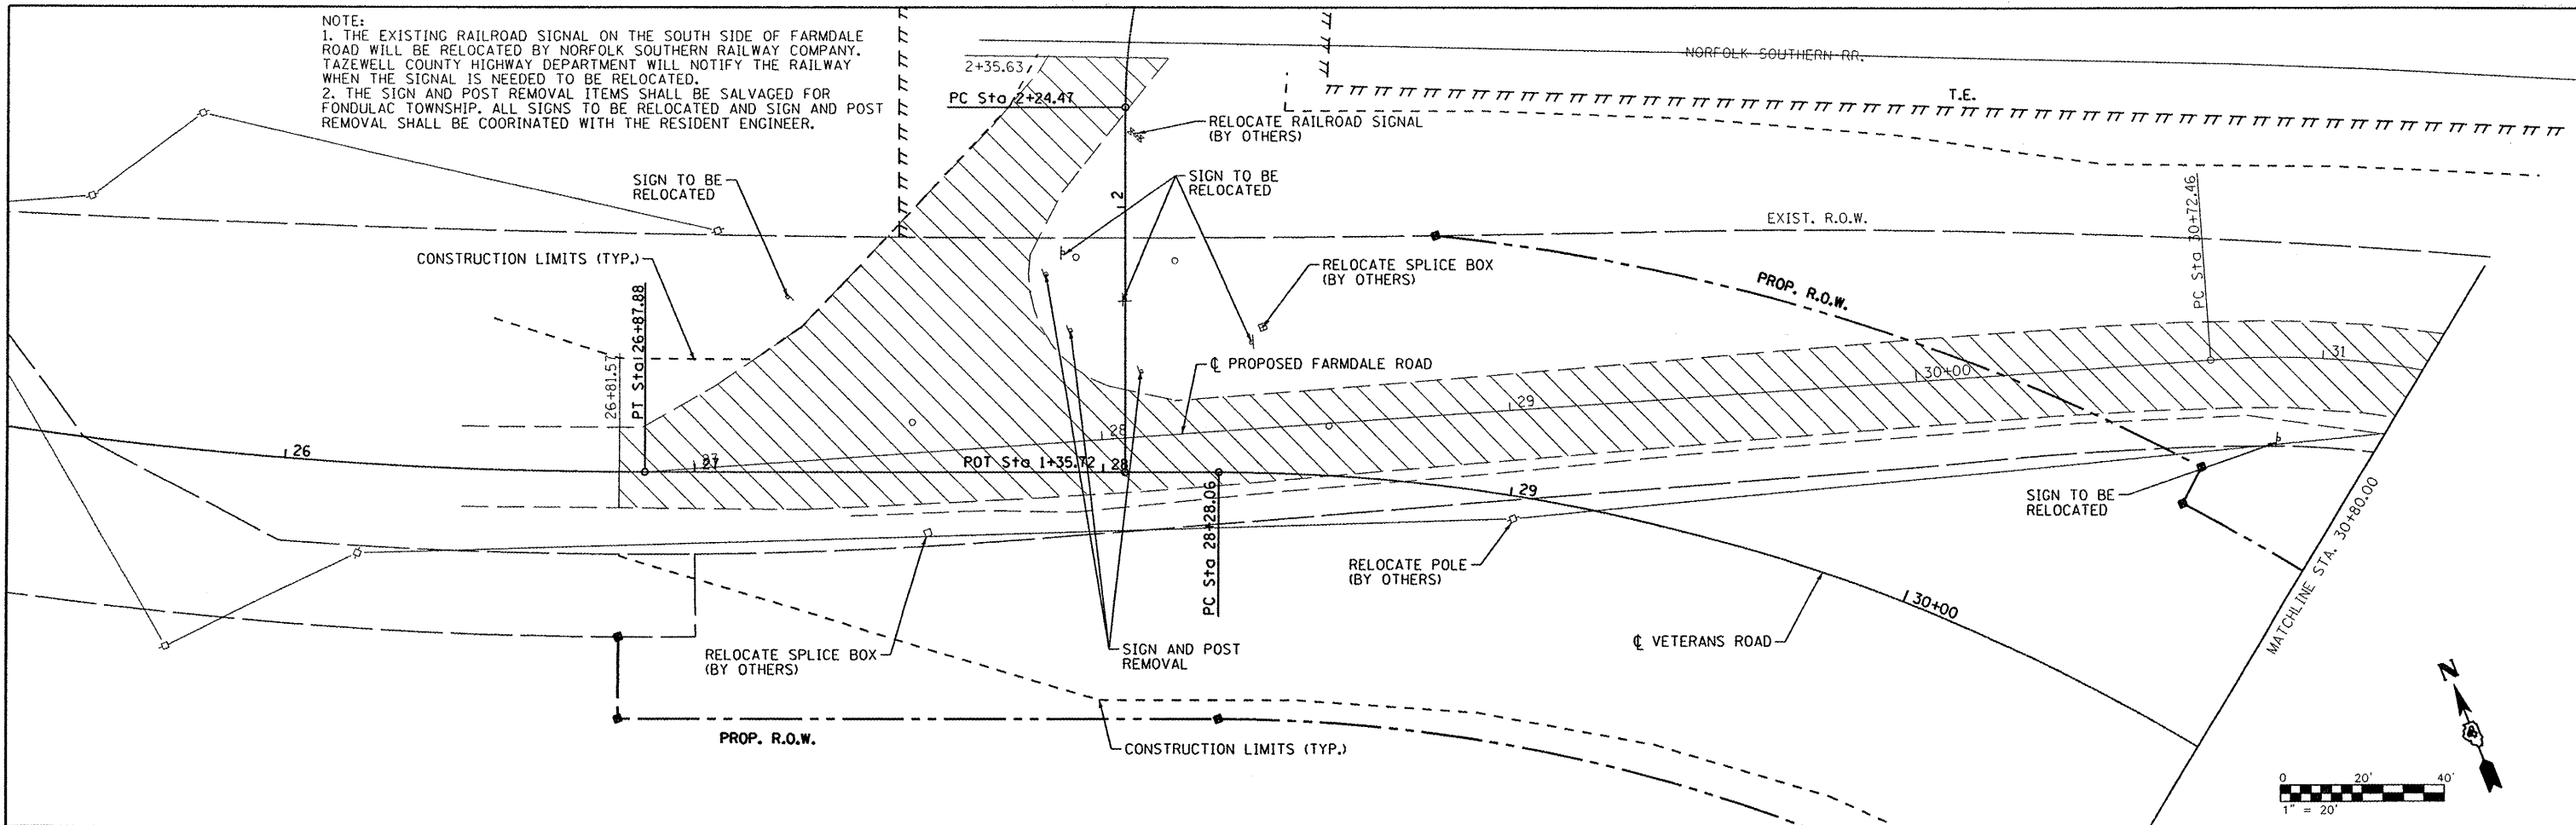 NOTE:
1. THE EXISTING RAILROAD SIGNAL ON THE SOUTH SIDE OF FARMDALE
ROAD WILL BE RELOCATED BY NORFOLK SOUTHERN RAILWAY COMPANY.
TAZEWELL COUNTY HIGHWAY DEPARTMENT WILL NOTIFY THE RAILWAY
WHEN THE SIGNAL IS NEEDED TO BE RELOCATED.
2. THE SIGN AND POST REMOVAL ITEMS SHALL BE SALVAGED FOR
FONDULAC TOWNSHIP. ALL SIGNS TO BE RELOCATED AND SIGN AND POST
REMOVAL SHALL BE COORINATED WITH THE RESIDENT ENGINEER.
NORFOLK SOUTHERN RR.
2+35.63
PC Sta 2+24.47
T.E.
RELOCATE RAILROAD SIGNAL
(BY OTHERS)
SIGN TO BE
RELOCATED
SIGN TO BE
RELOCATED
2
EXIST. R.O.W.
PC Sta 30+72.46
CONSTRUCTION LIMITS (TYP.)
RELOCATE SPLICE BOX
(BY OTHERS)
PROP. R.O.W.
26+81.57
PT Sta 26+87.88
℄ PROPOSED FARMDALE ROAD
31
30+00
29
28
26
27
27
POT Sta 1+35.72
28
29
PC Sta 28+28.06
SIGN TO BE
RELOCATED
MATCHLINE STA. 30+80.00
RELOCATE POLE
(BY OTHERS)
30+00
℄ VETERANS ROAD
RELOCATE SPLICE BOX
(BY OTHERS)
SIGN AND POST
REMOVAL
PROP. R.O.W.
CONSTRUCTION LIMITS (TYP.)
N
0 20' 40'
1" = 20'